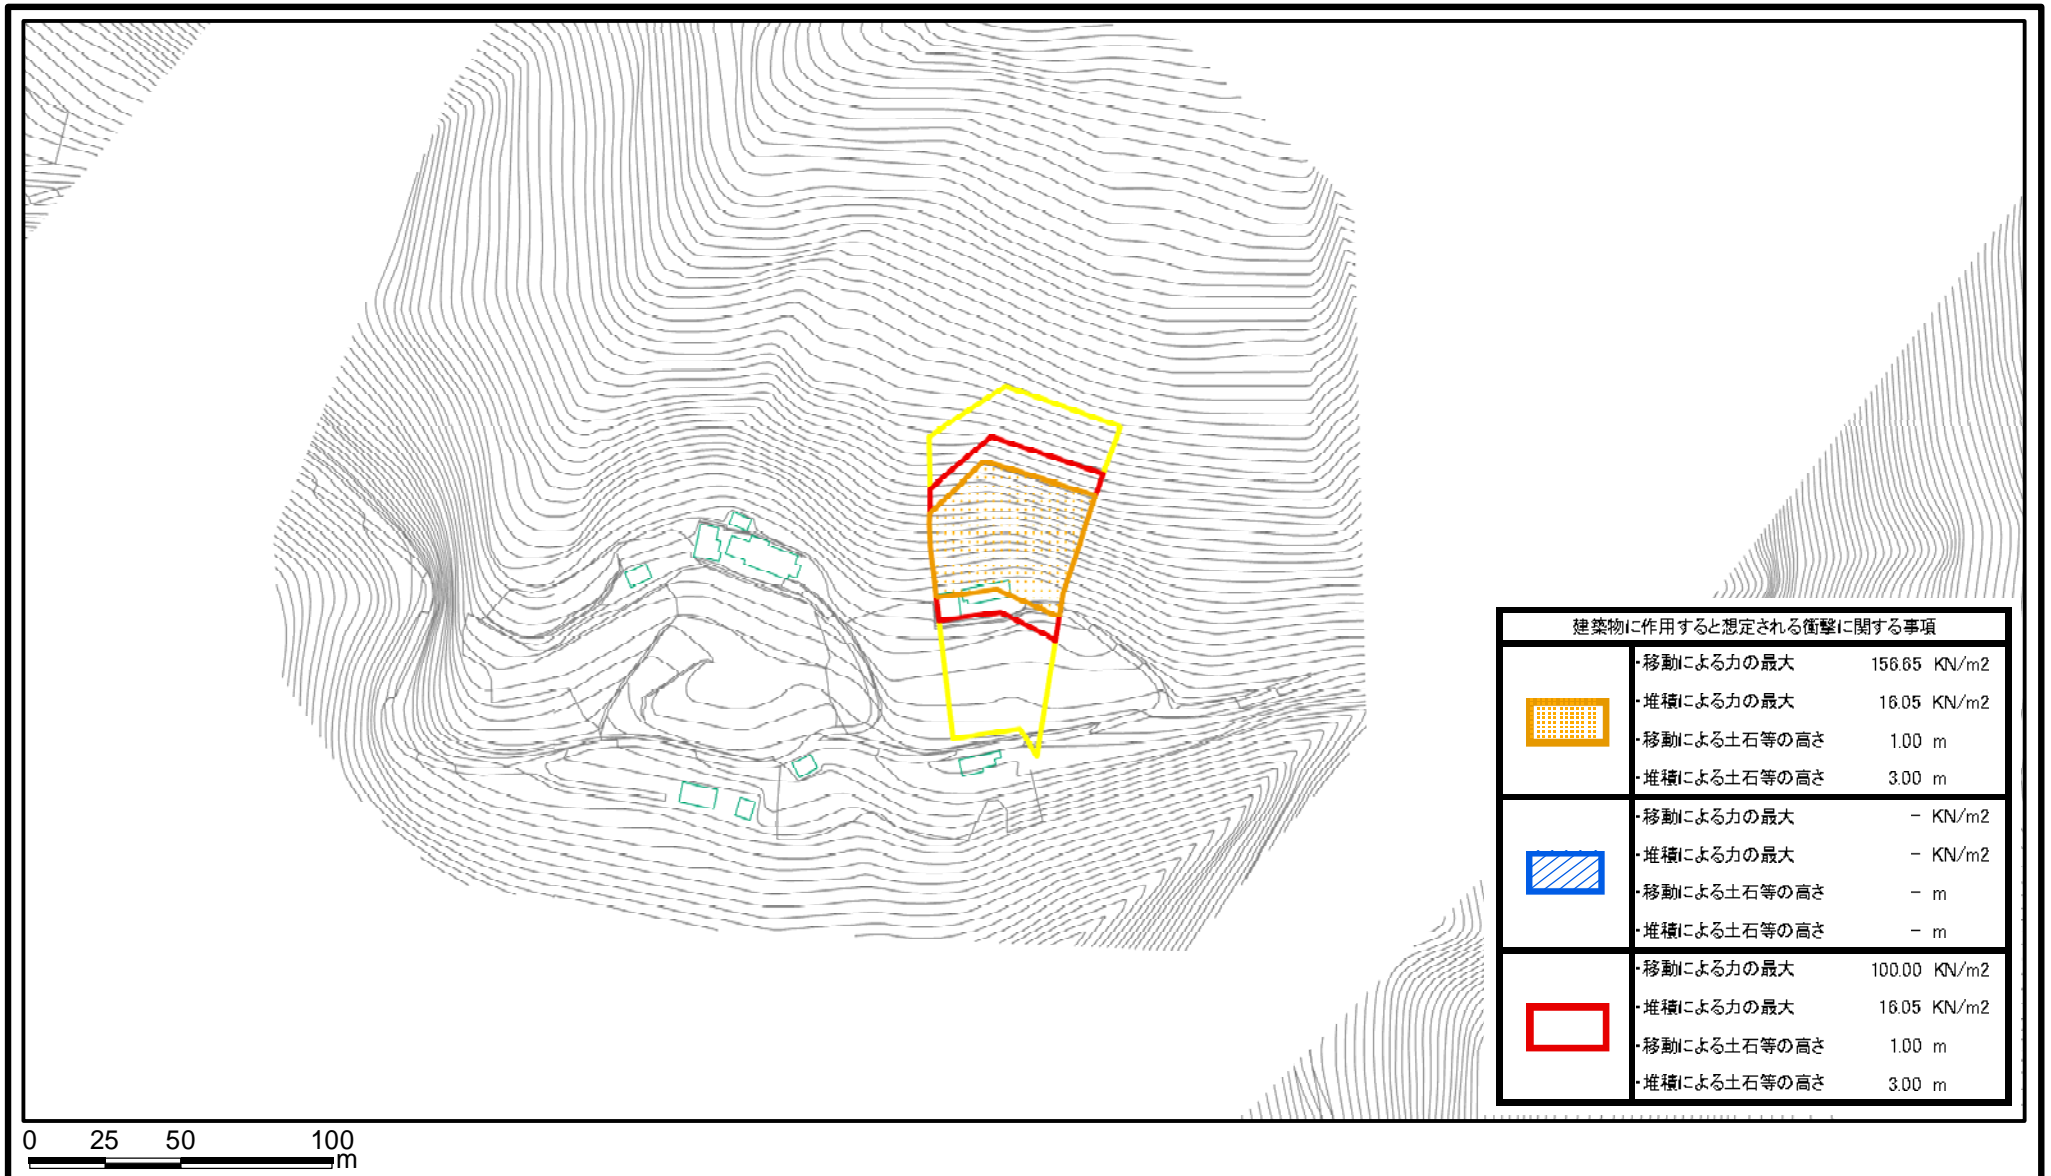 建築物に作用すると想定される衝撃に関する事項
・移動による力の最大 156.65 KN/m2
・堆積による力の最大 16.05 KN/m2
・移動による土石等の高さ 1.00 m
・堆積による土石等の高さ 3.00 m
・移動による力の最大 - KN/m2
・堆積による力の最大 - KN/m2
・移動による土石等の高さ - m
・堆積による土石等の高さ - m
・移動による力の最大 100.00 KN/m2
・堆積による力の最大 16.05 KN/m2
・移動による土石等の高さ 1.00 m
・堆積による土石等の高さ 3.00 m
0 25 50 100
m